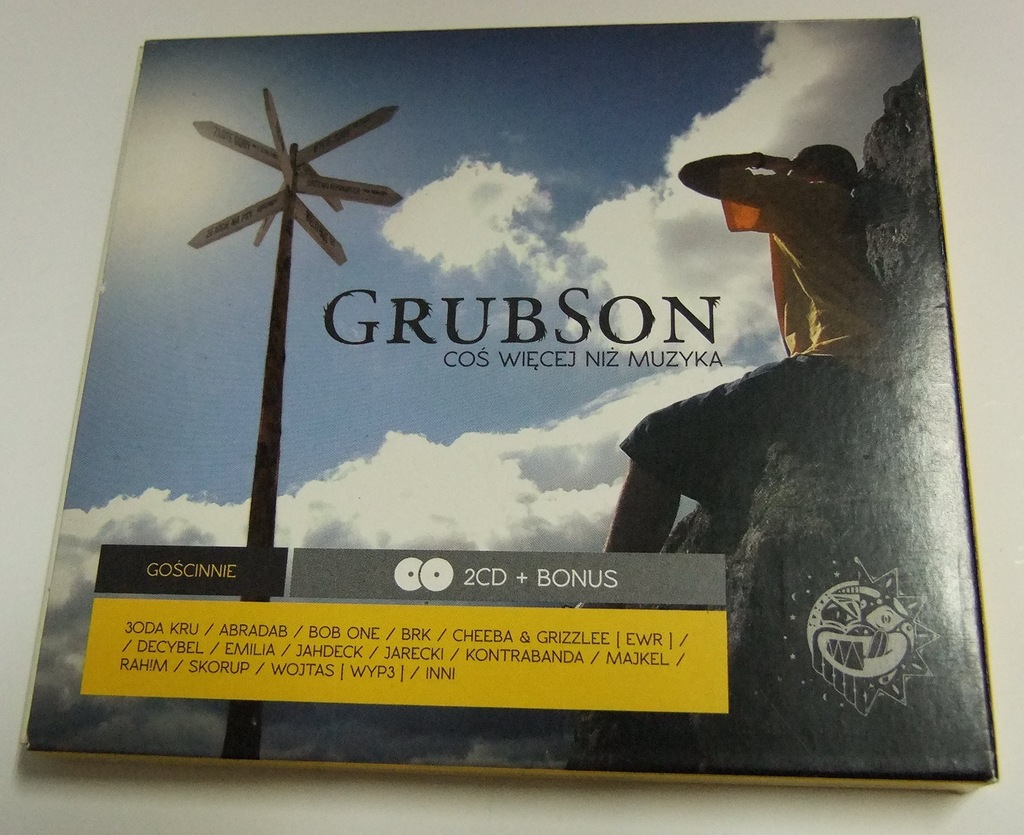 GRUBSON
COŚ WIĘCEJ NIŻ MUZYKA
GOŚCINNIE
2CD + BONUS
3ODA KRU / ABRADAB / BOB ONE / BRK / CHEEBA & GRIZZLEE | EWR | /
/ DECYBEL / EMILIA / JAHDECK / JARECKI / KONTRABANDA / MAJKEL /
RAH!M / SKORUP / WOJTAS | WYP3 | / INNI